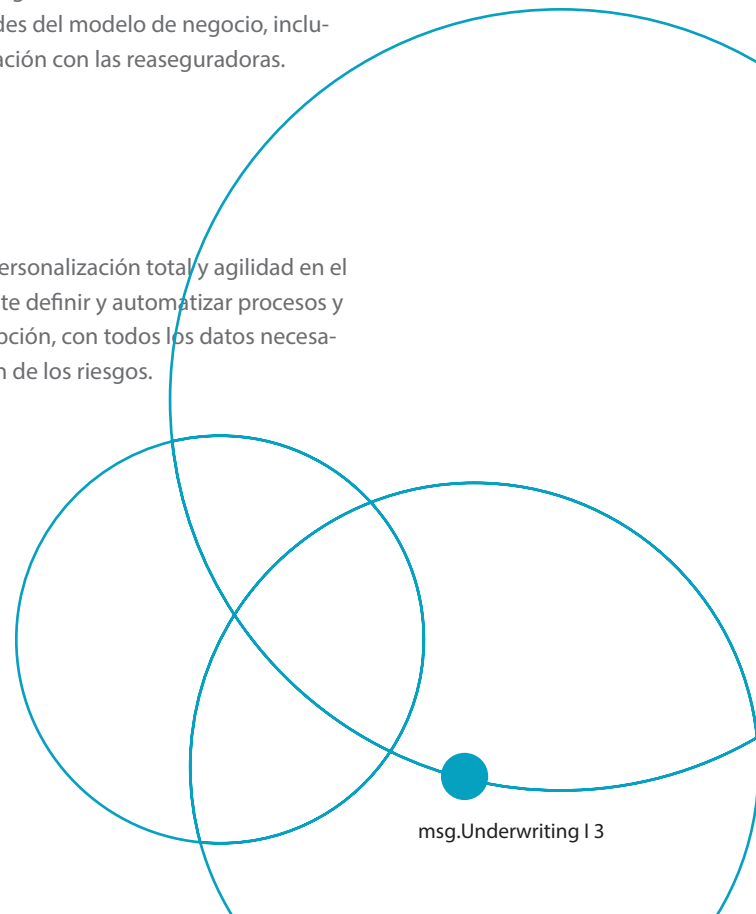 des del modelo de negocio, inclu-
ación con las reaseguradoras.
ersonalización total y agilidad en el
te definir y automatizar procesos y
pción, con todos los datos necesa-
n de los riesgos.
msg.Underwriting I 3